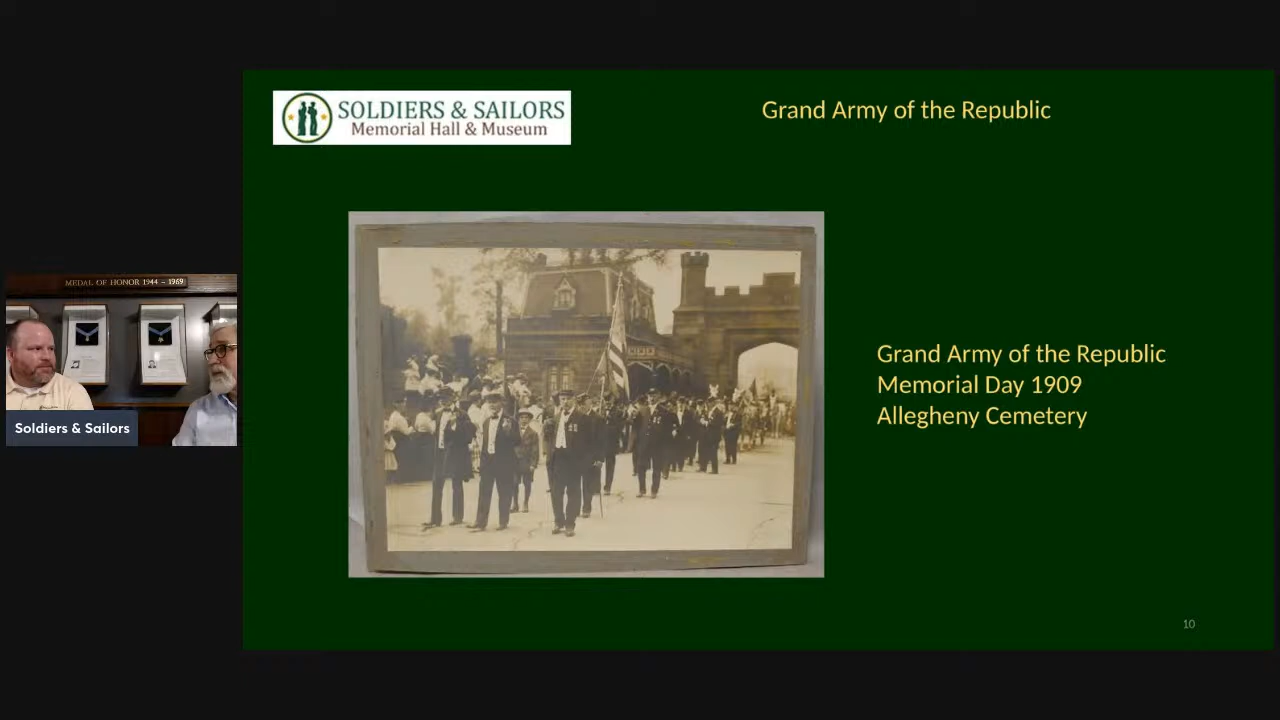 SOLDIERS & SAILORS
Memorial Hall & Museum
Grand Army of the Republic
MEDAL OF HONOR 1944 - 1969
Soldiers & Sailors
Grand Army of the Republic
Memorial Day 1909
Allegheny Cemetery
10